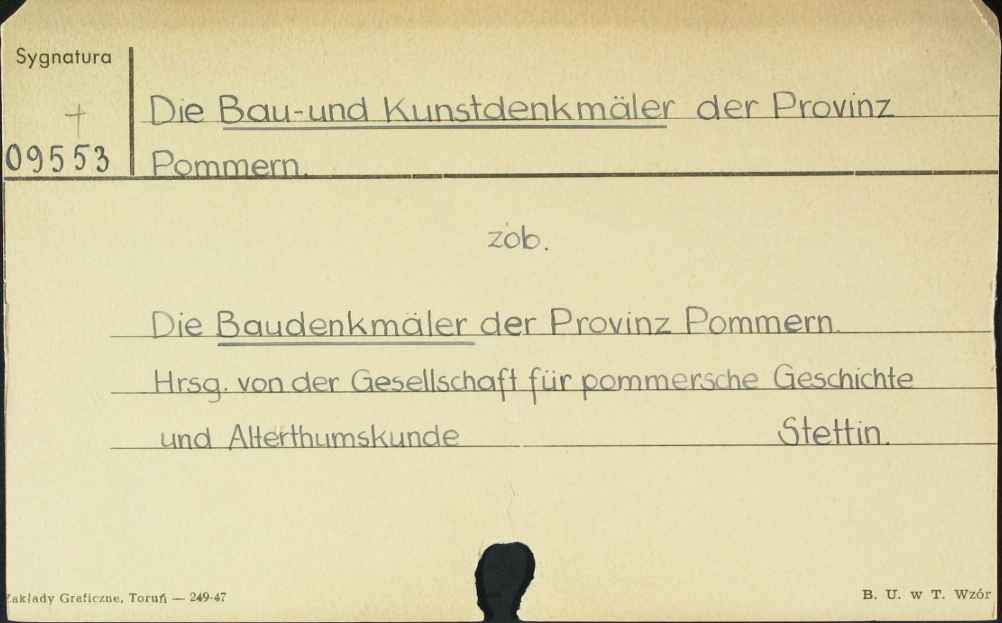 Sygnatura
+
09553
Die Bau-und Kunstdenkmäler der Provinz
Pommern.
zob.
Die Baudenkmäler der Provinz Pommern.
Hrsg. von der Gesellschaft für pommersche Geschichte
und Alterthumskunde Stettin.
Zakłady Graficzne, Toruń — 249-47
B. U. w T. Wzór